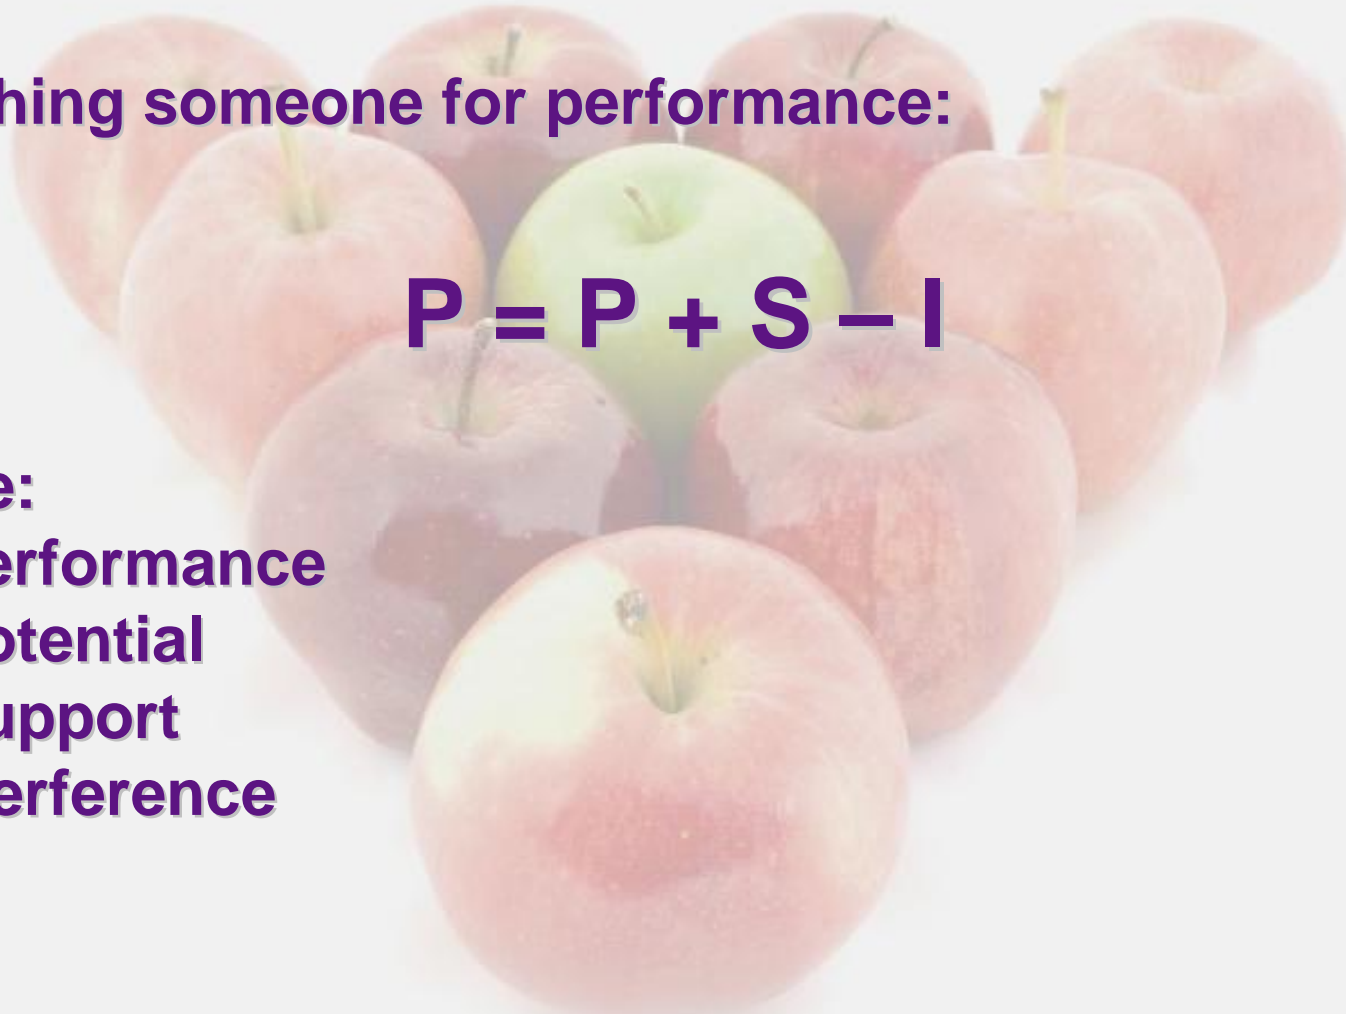 hing someone for performance:
P = P + S – I
e:
erformance
otential
upport
erference